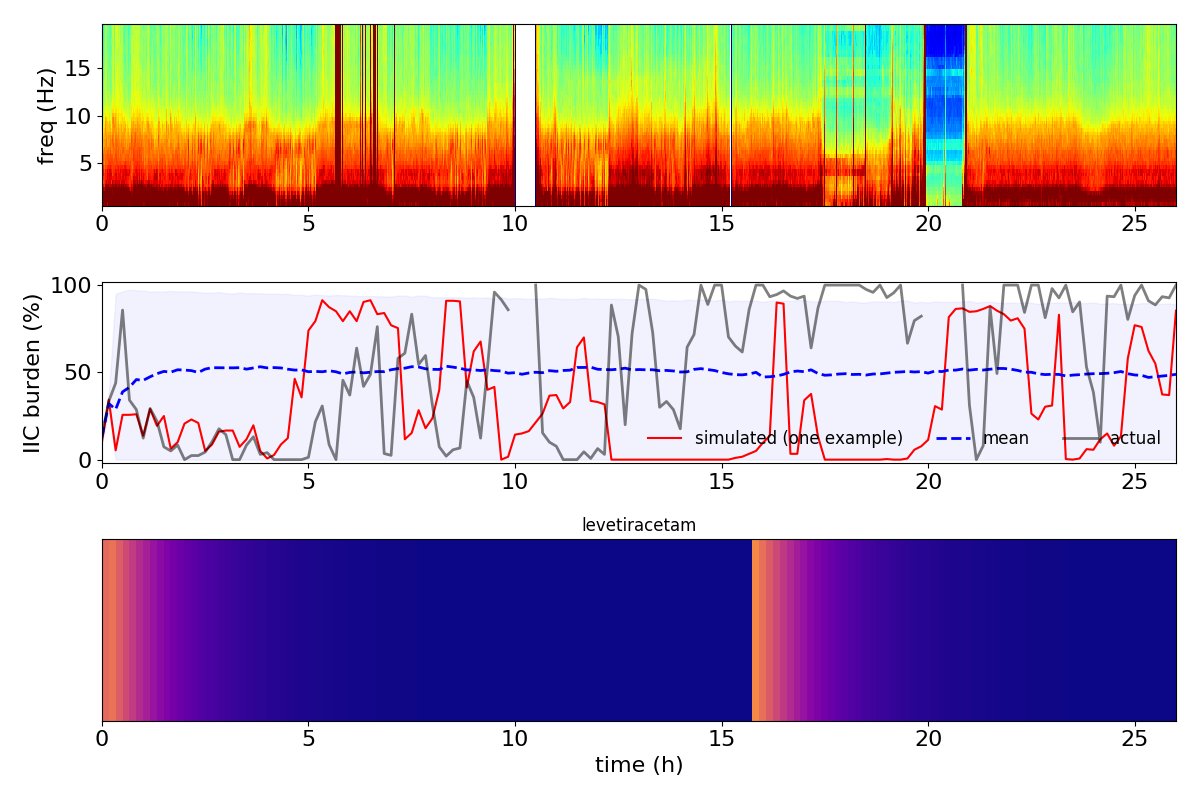 freq (Hz)
15
10
5
0 5 10 15 20 25
IIC burden (%)
100
50
0
simulated (one example) mean actual
0 5 10 15 20 25
levetiracetam
0 5 10 15 20 25
time (h)